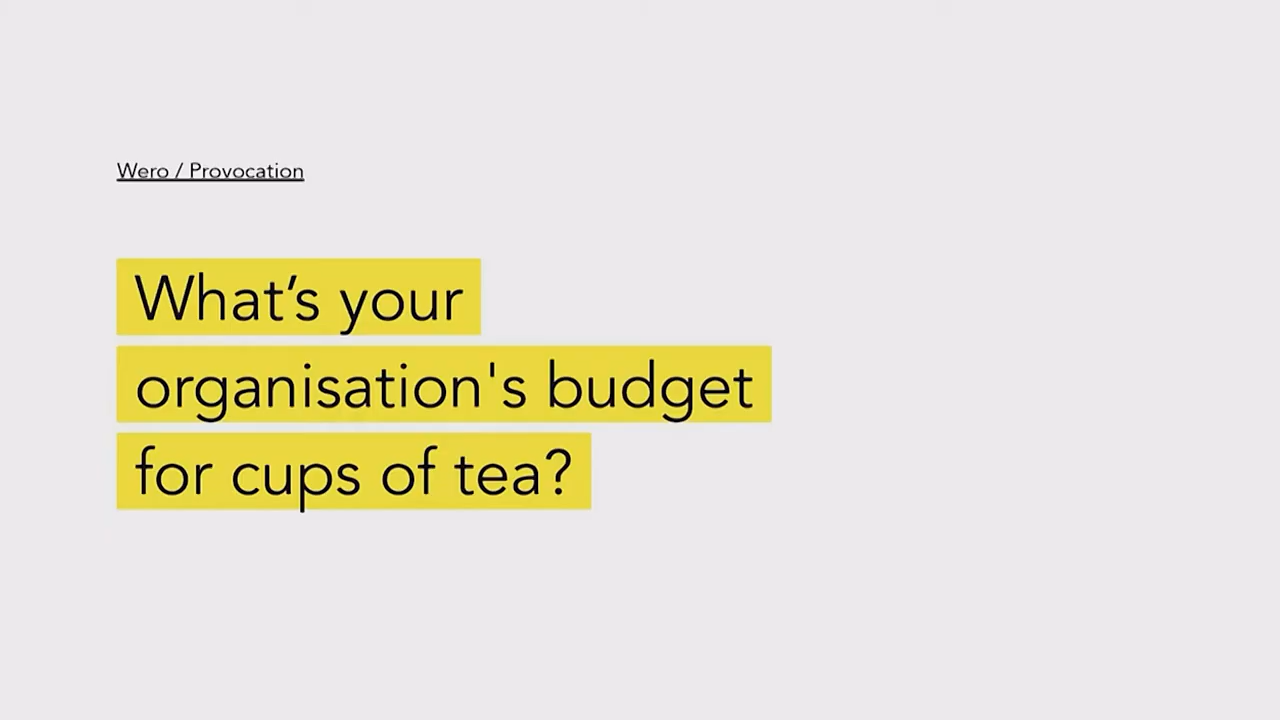 Wero / Provocation
What’s your
organisation's budget
for cups of tea?